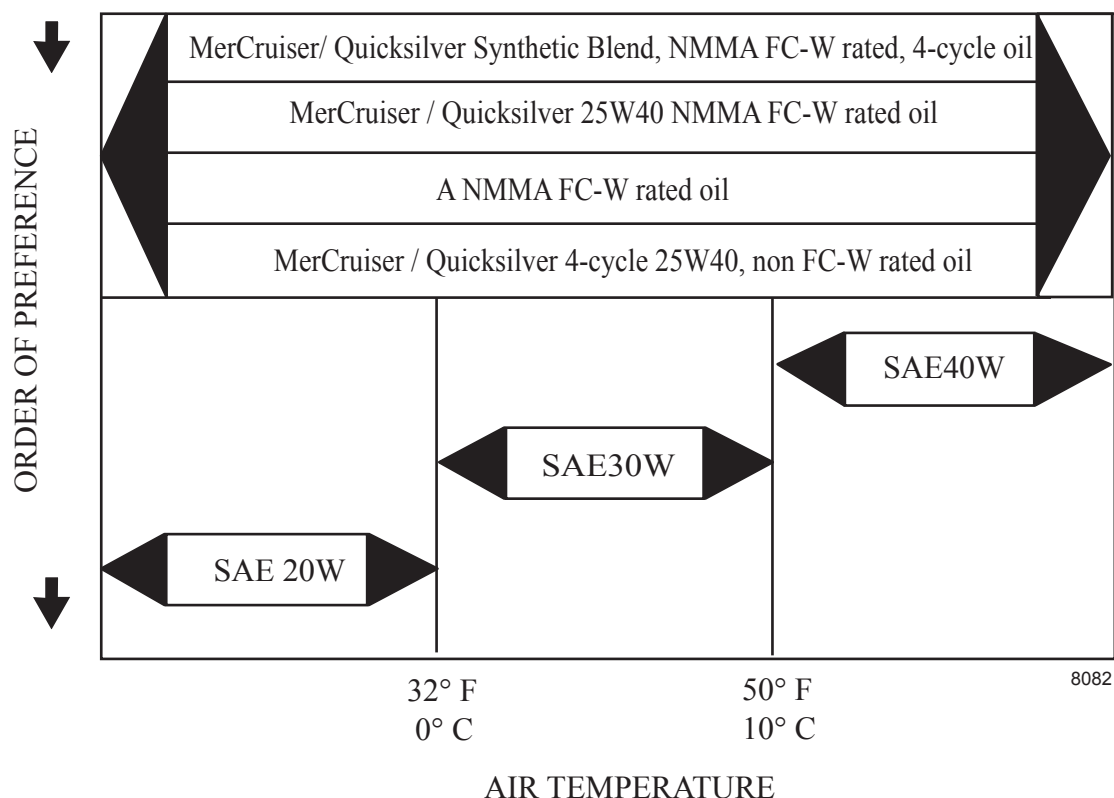 MerCruiser/ Quicksilver Synthetic Blend, NMMA FC-W rated, 4-cycle oil
MerCruiser / Quicksilver 25W40 NMMA FC-W rated oil
A NMMA FC-W rated oil
MerCruiser / Quicksilver 4-cycle 25W40, non FC-W rated oil
ORDER OF PREFERENCE
SAE40W
SAE30W
SAE 20W
32° F
0° C
50° F
10° C
8082
AIR TEMPERATURE